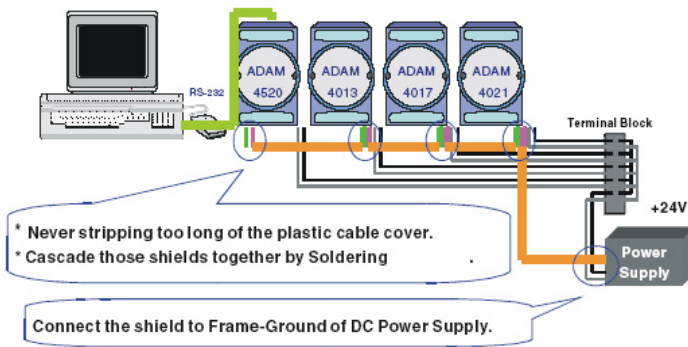 ADAM
4520
ADAM
4013
ADAM
4017
ADAM
4021
RS-232
Terminal Block
+24V
Power
Supply
* Never stripping too long of the plastic cable cover.
* Cascade those shields together by Soldering .
Connect the shield to Frame-Ground of DC Power Supply.